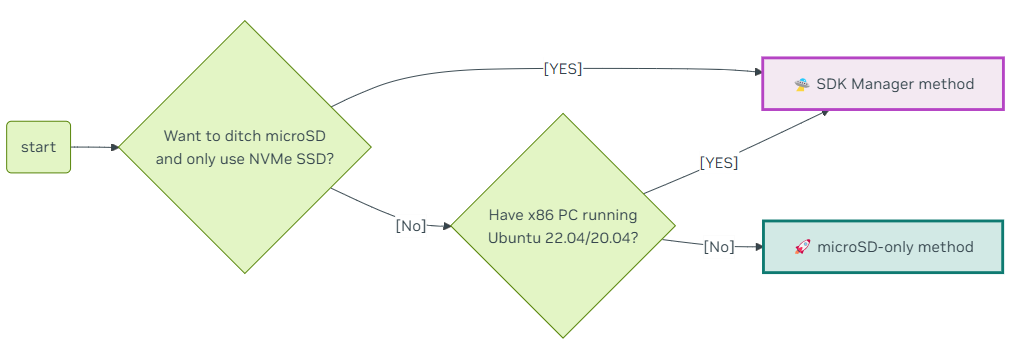 start
Want to ditch microSD
and only use NVMe SSD?
[YES]
[No]
Have x86 PC running
Ubuntu 22.04/20.04?
[YES]
[No]
🛸 SDK Manager method
🚀 microSD-only method